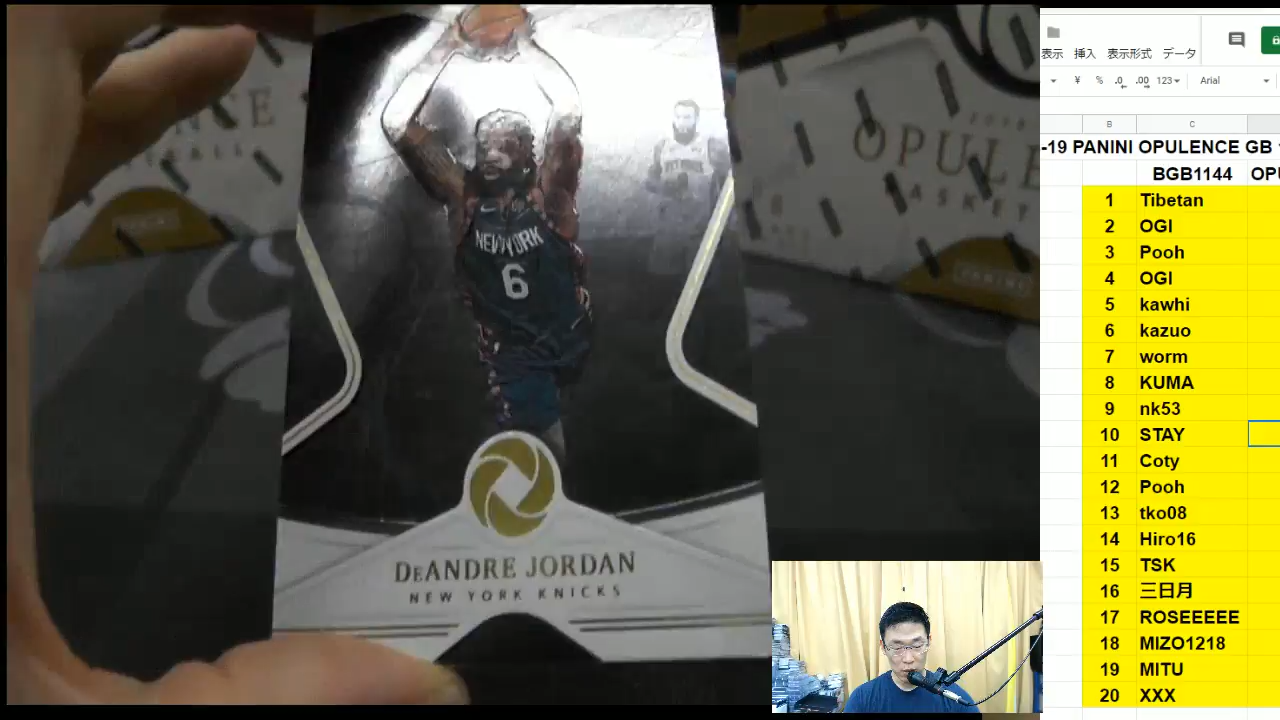 NEW YORK
6
DeANDRE JORDAN
NEW YORK KNICKS
OPULE
ASKET
PANINI
表示 挿入 表示形式 データ
¥ % .0 .00 123 Arial
B C
-19 PANINI OPULENCE GB
BGB1144 OPU
1 Tibetan
2 OGI
3 Pooh
4 OGI
5 kawhi
6 kazuo
7 worm
8 KUMA
9 nk53
10 STAY
11 Coty
12 Pooh
13 tko08
14 Hiro16
15 TSK
16 三日月
17 ROSEEEEE
18 MIZO1218
19 MITU
20 XXX